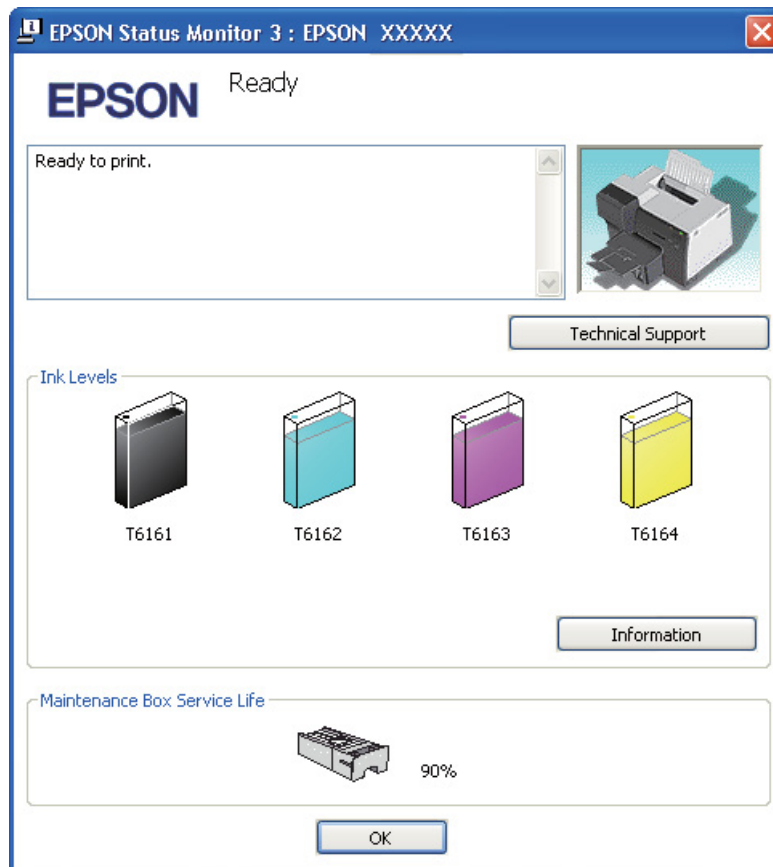 EPSON Status Monitor 3 : EPSON XXXXX
EPSON
Ready
Ready to print.
Technical Support
Ink Levels
T6161
T6162
T6163
T6164
Information
Maintenance Box Service Life
90%
OK